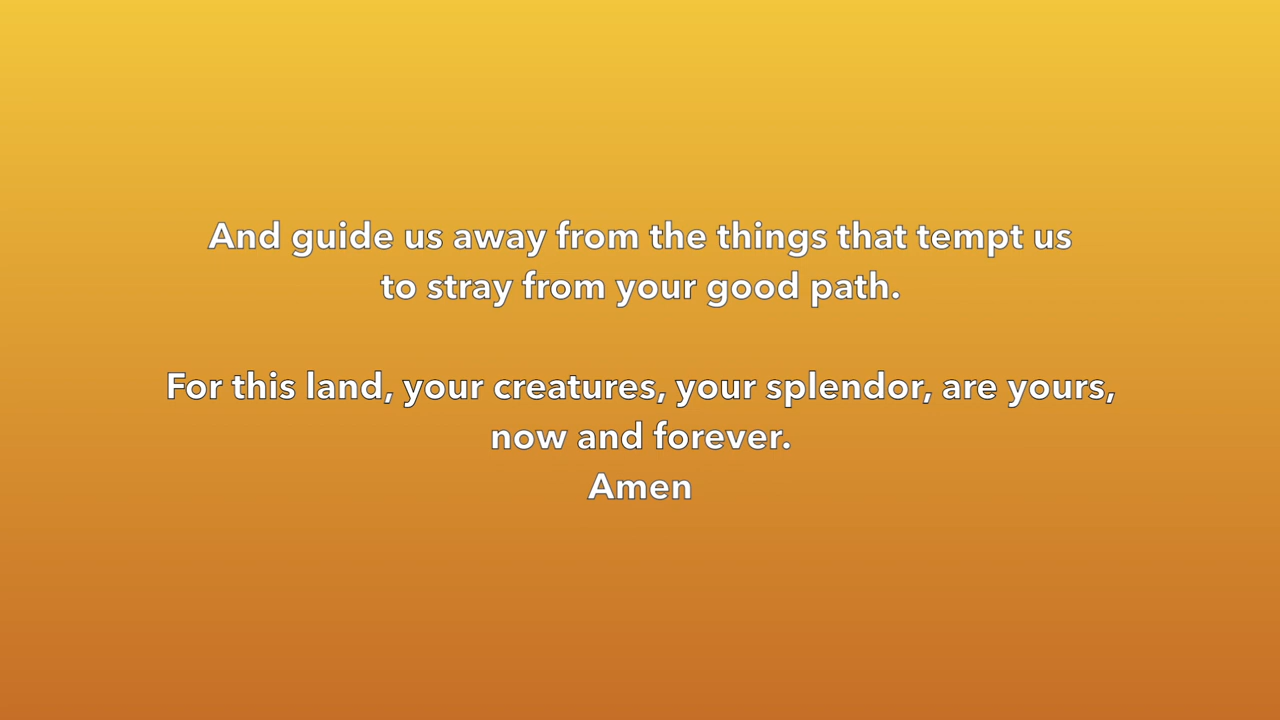 And guide us away from the things that tempt us
to stray from your good path.
For this land, your creatures, your splendor, are yours,
now and forever.
Amen